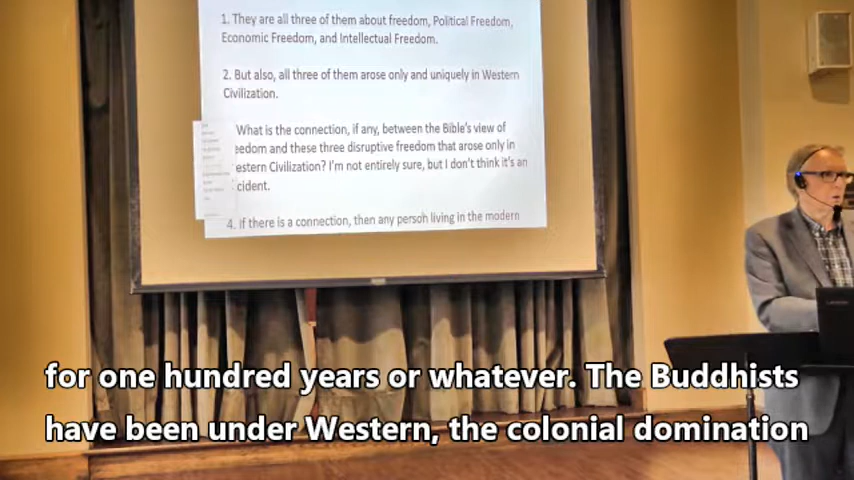 1. They are all three of them about freedom, Political Freedom,
Economic Freedom, and Intellectual Freedom.
2. But also, all three of them arose only and uniquely in Western
Civilization.
What is the connection, if any, between the Bible's view of
eedom and these three disruptive freedom that arose only in
estern Civilization? I'm not entirely sure, but I don't think it's an
cident.
4. If there is a connection, then any person living in the modern
for one hundred years or whatever. The Buddhists
have been under Western, the colonial domination